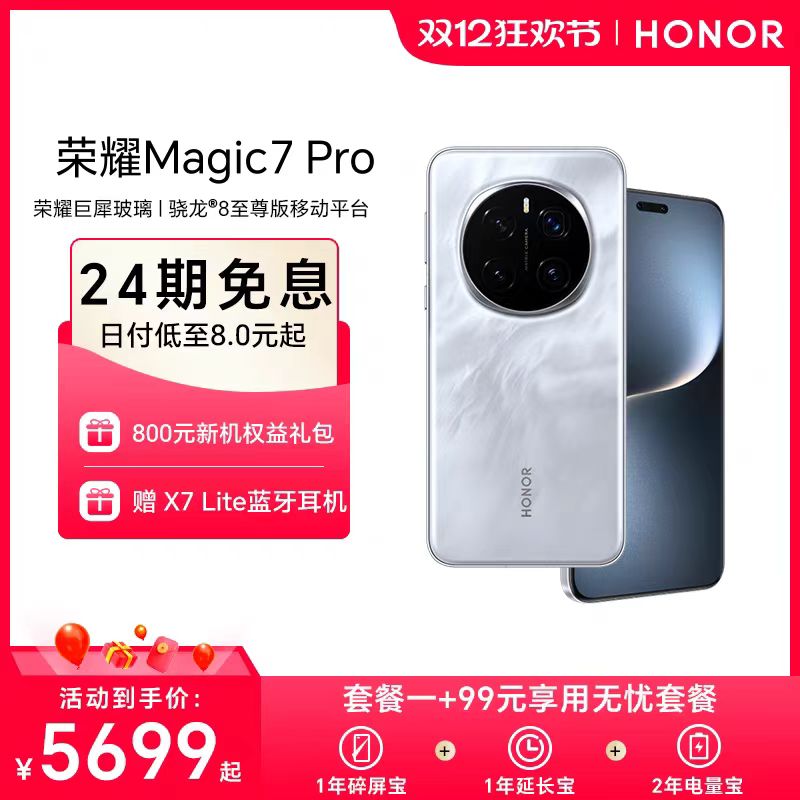 双12狂欢节 | HONOR
荣耀Magic7 Pro
荣耀巨犀玻璃 | 骁龙®8至尊版移动平台
24期免息
日付低至8.0元起
800元新机权益礼包
赠 X7 Lite蓝牙耳机
MATRIX CAMERA
HONOR
活动到手价:
¥5699起
套餐一+99元享用无忧套餐
1年碎屏宝 + 1年延长宝 + 2年电量宝